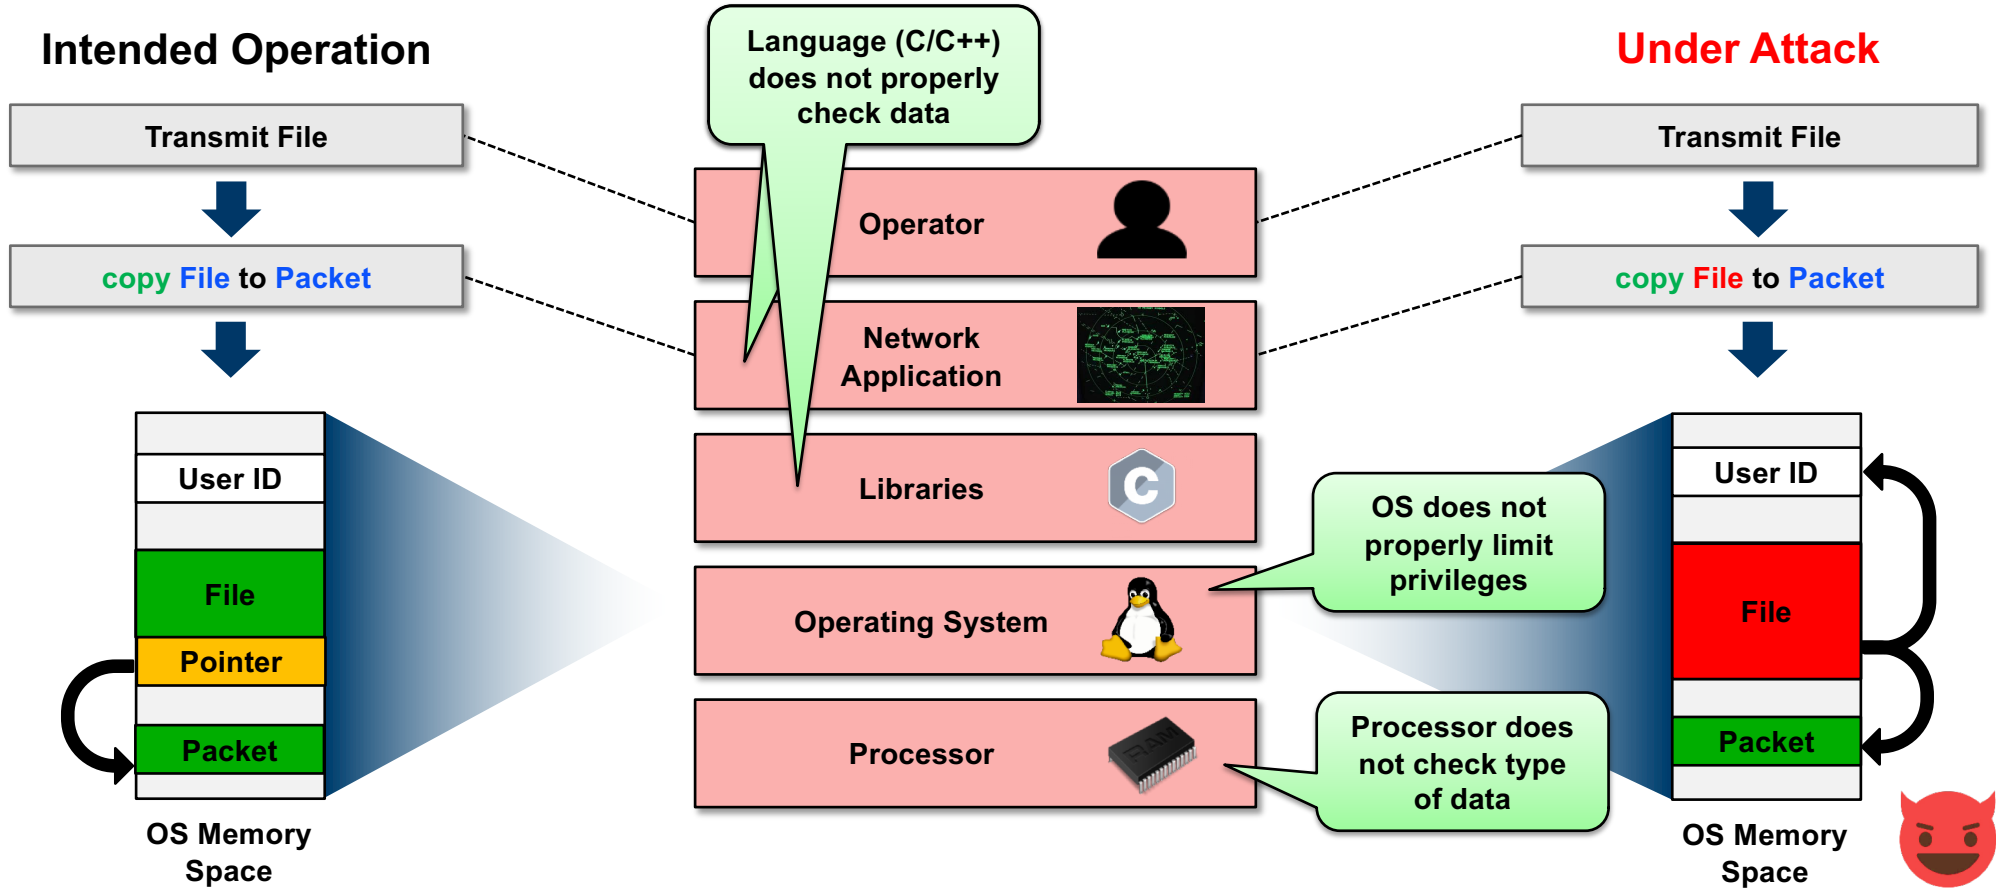 Intended Operation
Transmit File
copy File to Packet
User ID
File
Pointer
Packet
OS Memory
Space
Language (C/C++)
does not properly
check data
Operator
Network
Application
Libraries
C
Operating System
Processor
RAM
OS does not
properly limit
privileges
Processor does
not check type
of data
Under Attack
Transmit File
copy File to Packet
User ID
File
Packet
OS Memory
Space